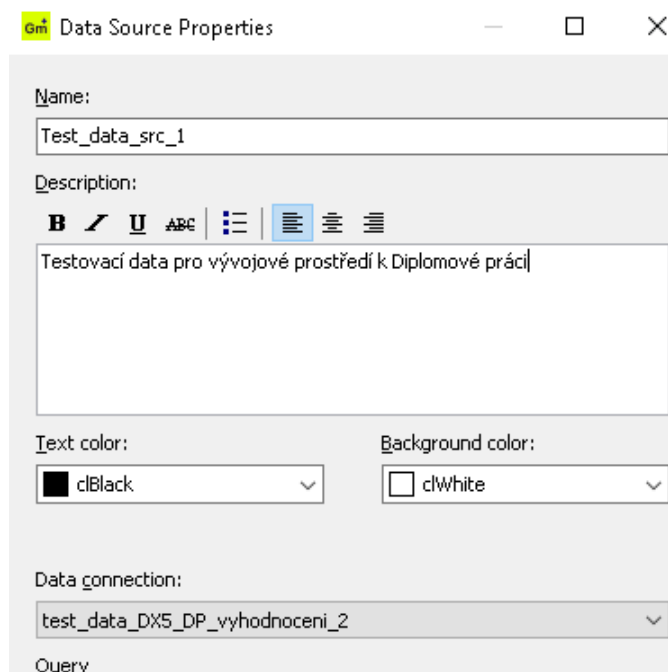 Gm Data Source Properties
Name:
Test_data_src_1
Description:
B I U ABC
Testovací data pro vývojové prostředí k Diplomové práci
Text color:
Background color:
clBlack
clWhite
Data connection:
test_data_DX5_DP_vyhodnoceni_2
Query